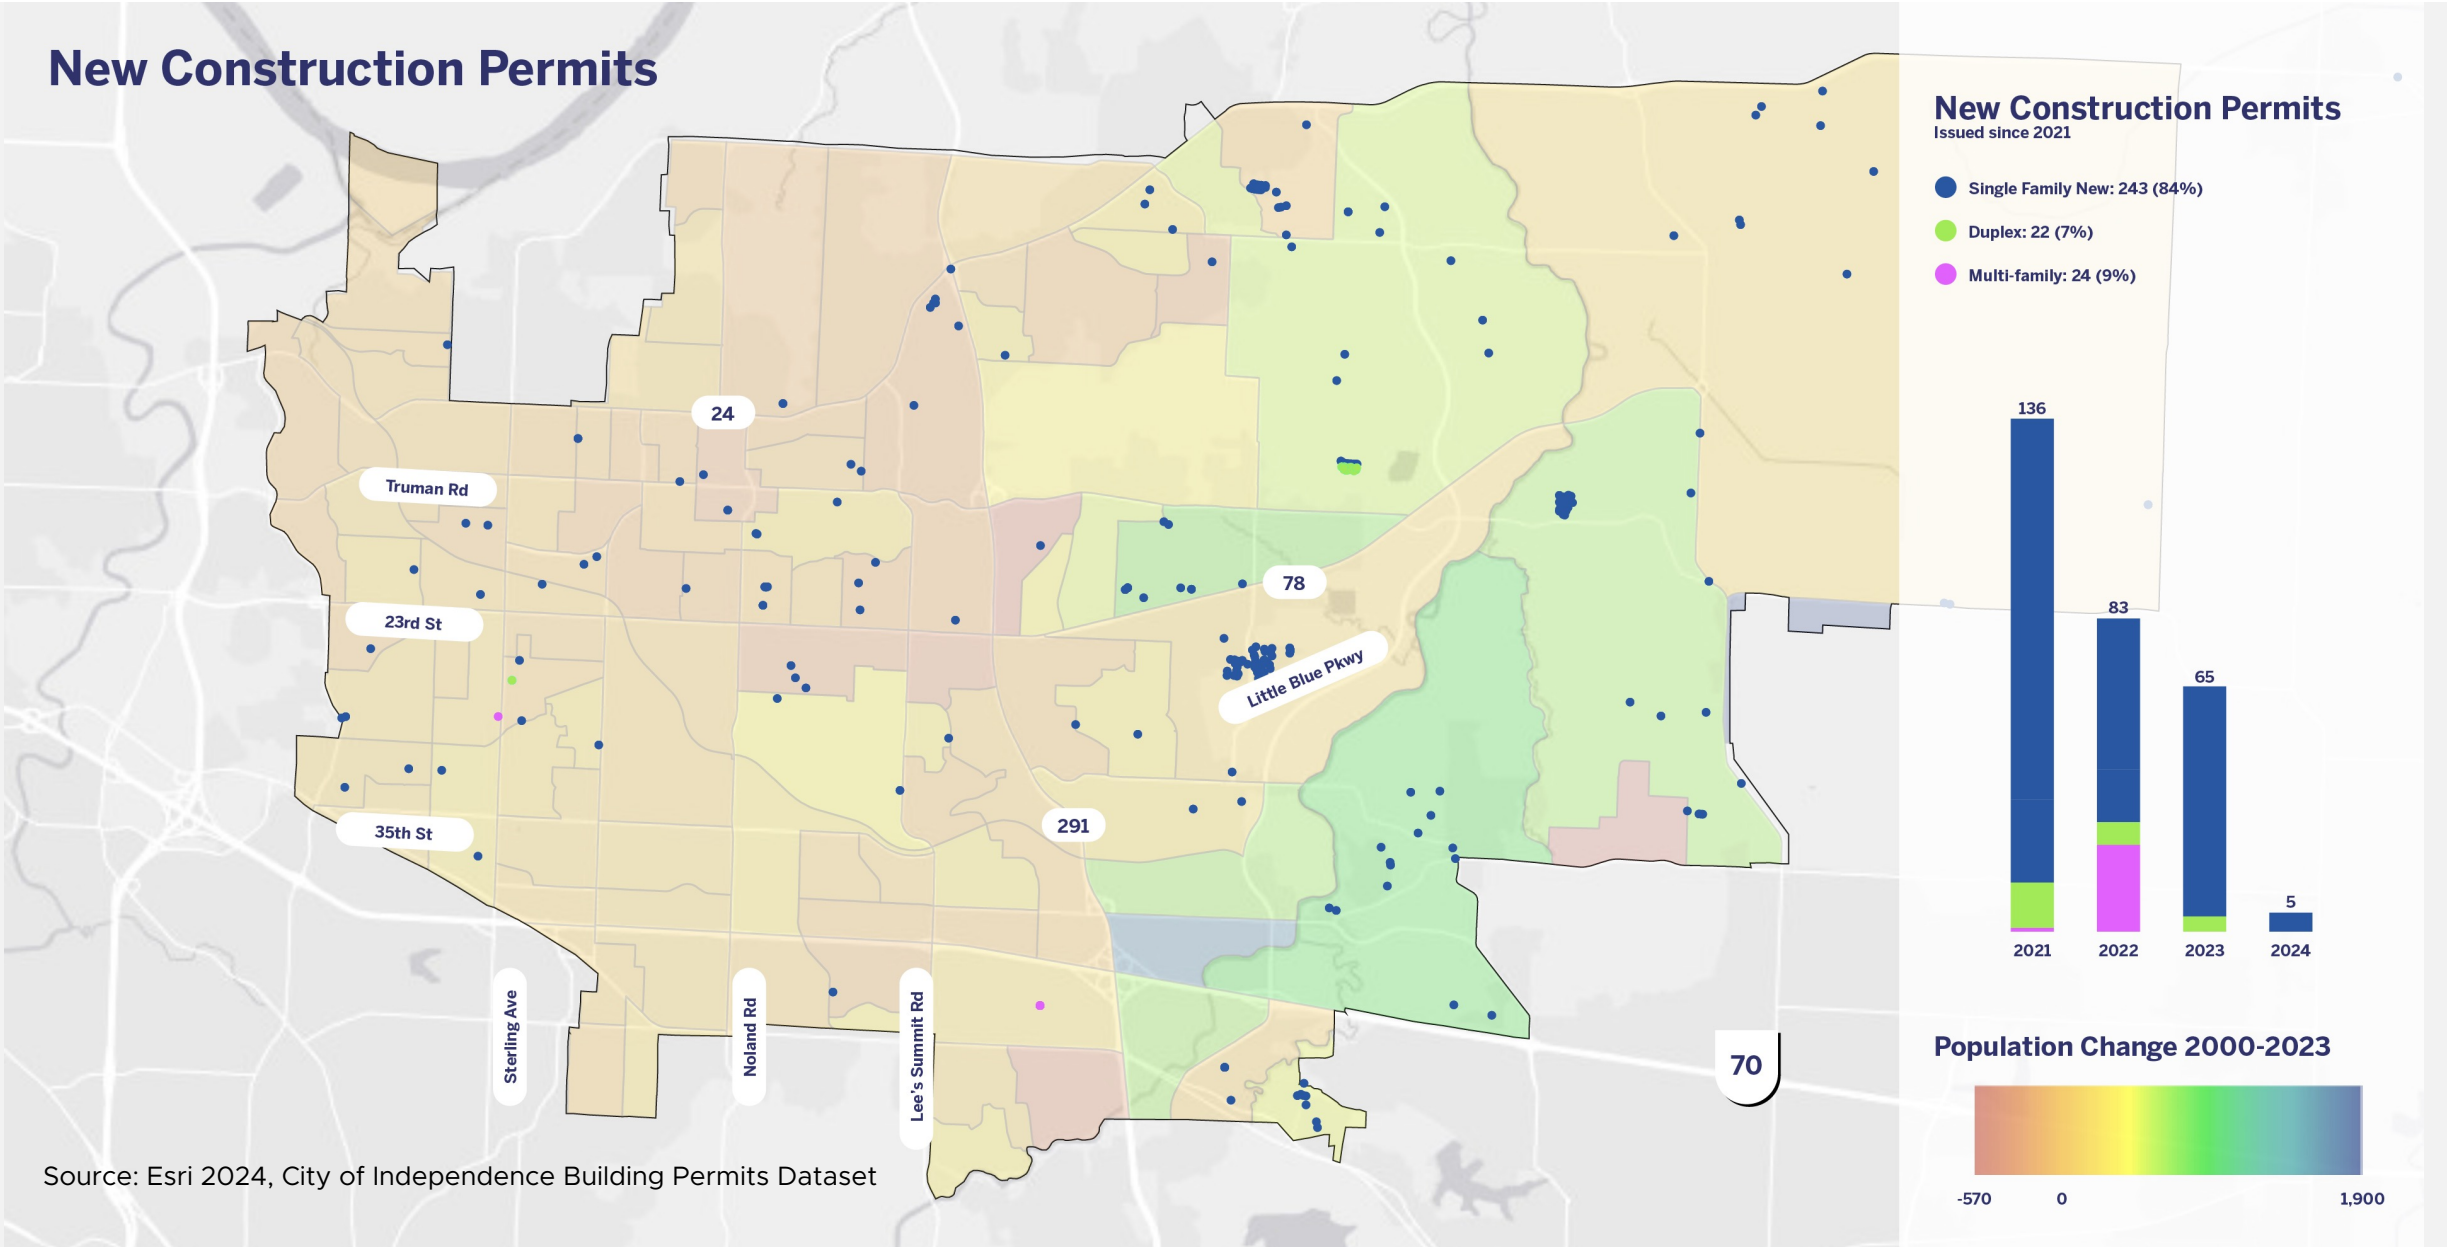 New Construction Permits
New Construction Permits
Issued since 2021
Single Family New: 243 (84%)
Duplex: 22 (7%)
Multi-family: 24 (9%)
24
Truman Rd
78
23rd St
Little Blue Pkwy
35th St
291
Sterling Ave
Noland Rd
Lee's Summit Rd
70
136
83
65
5
2021 2022 2023 2024
Population Change 2000-2023
-570 0 1,900
Source: Esri 2024, City of Independence Building Permits Dataset